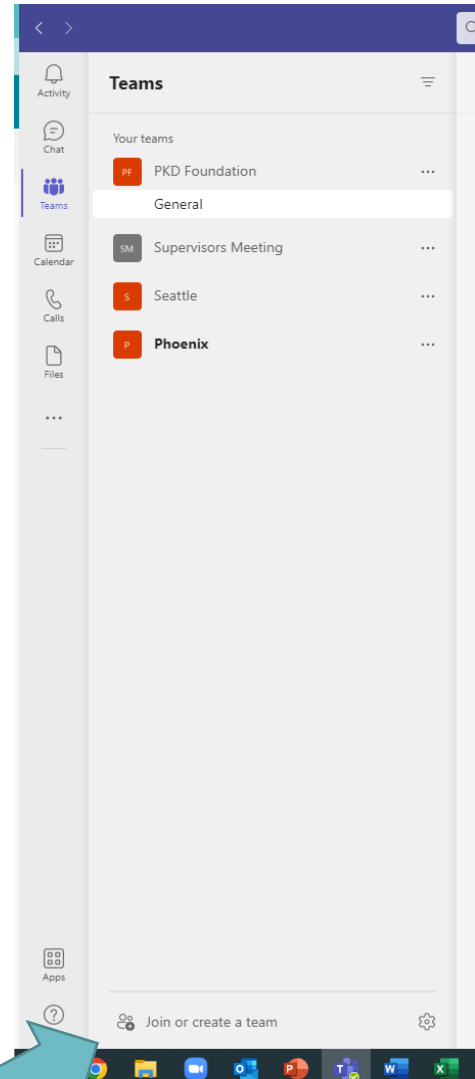 Activity
Chat
Teams
Calendar
Calls
Files
Apps
Teams
Your teams
PF PKD Foundation
General
SM Supervisors Meeting
S Seattle
P Phoenix
Join or create a team